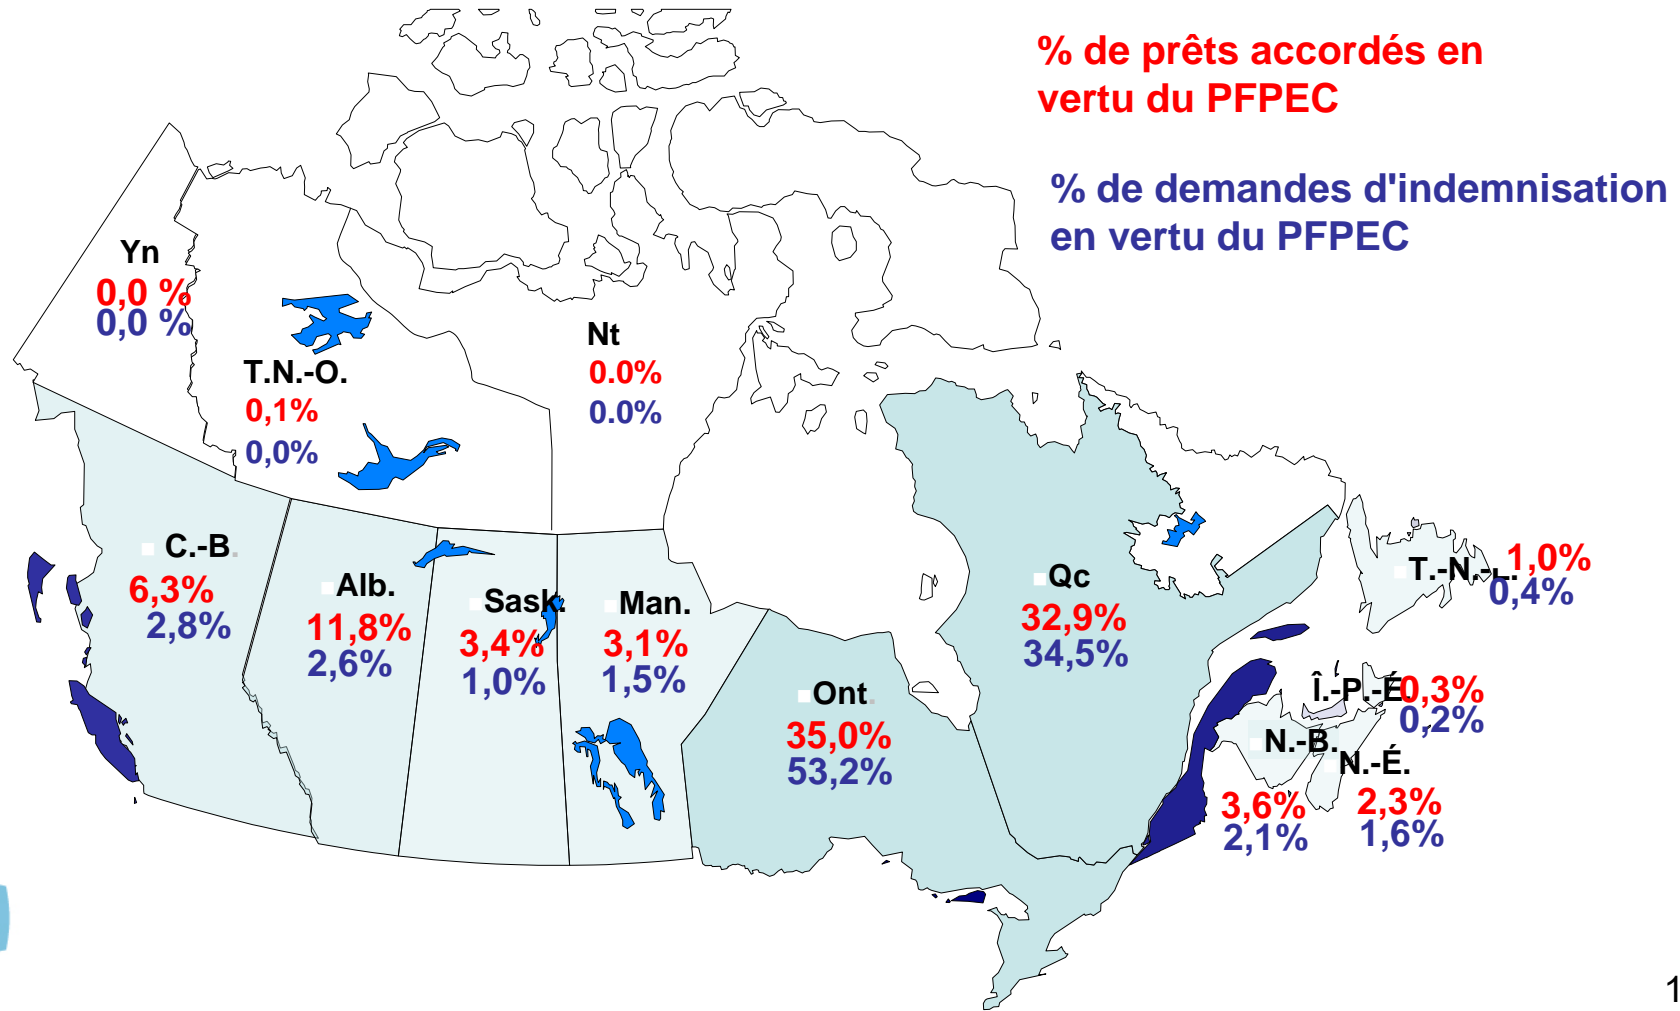 % de prêts accordés en
vertu du PFPEC
% de demandes d'indemnisation
en vertu du PFPEC
Yn
0,0 %
0,0 %
T.N.-O.
0,1%
0,0%
Nt
0.0%
0.0%
C.-B.
6,3%
2,8%
Alb.
11,8%
2,6%
Sask.
3,4%
1,0%
Man.
3,1%
1,5%
Ont.
35,0%
53,2%
Qc
32,9%
34,5%
T.-N.-L.
1,0%
0,4%
Î.-P.-É.
0,3%
0,2%
N.-B.
3,6%
2,1%
N.-É.
2,3%
1,6%
1